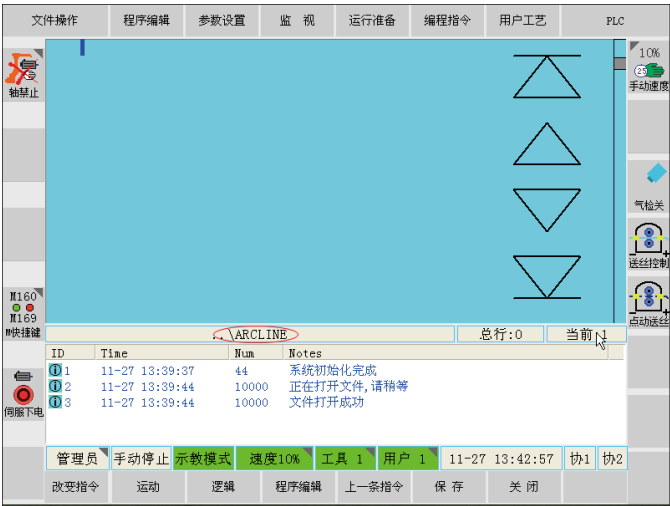 文件操作 程序编辑 参数设置 监 视 运行准备 编程指令 用户工艺 PLC
轴禁止
10%
25
手动速度
气检关
送丝控制
M160
M169
M快捷键
点动送丝
..\ARCLINE 总行:0 当前:1
ID Time Num Notes
1 11-27 13:39:37 44 系统初始化完成
2 11-27 13:39:44 10000 正在打开文件,请稍等
3 11-27 13:39:44 10000 文件打开成功
伺服下电
管理员 手动停止 示教模式 速度10% 工具 1 用户 1 11-27 13:42:57 协1 协2
改变指令 运动 逻辑 程序编辑 上一条指令 保 存 关 闭